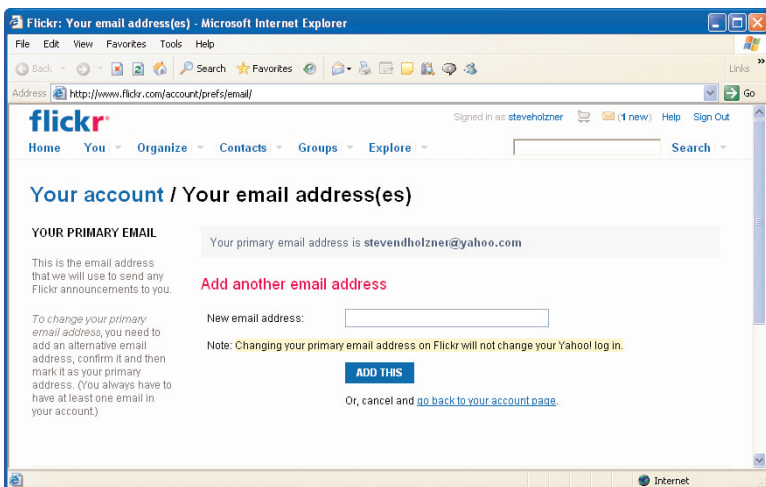 Flickr: Your email address(es) - Microsoft Internet Explorer
File Edit View Favorites Tools Help
Back Search Favorites Links »
Address http://www.flickr.com/account/prefs/email/ Go
flickr
Signed in as steveholzner (1 new) Help Sign Out
Home You Organize Contacts Groups Explore Search
Your account / Your email address(es)
YOUR PRIMARY EMAIL
This is the email address
that we will use to send any
Flickr announcements to you.
To change your primary
email address, you need to
add an alternative email
address, confirm it and then
mark it as your primary
address. (You always have to
have at least one email in
your account.)
Your primary email address is stevendholzner@yahoo.com
Add another email address
New email address:
Note: Changing your primary email address on Flickr will not change your Yahoo! log in.
ADD THIS
Or, cancel and go back to your account page.
Internet